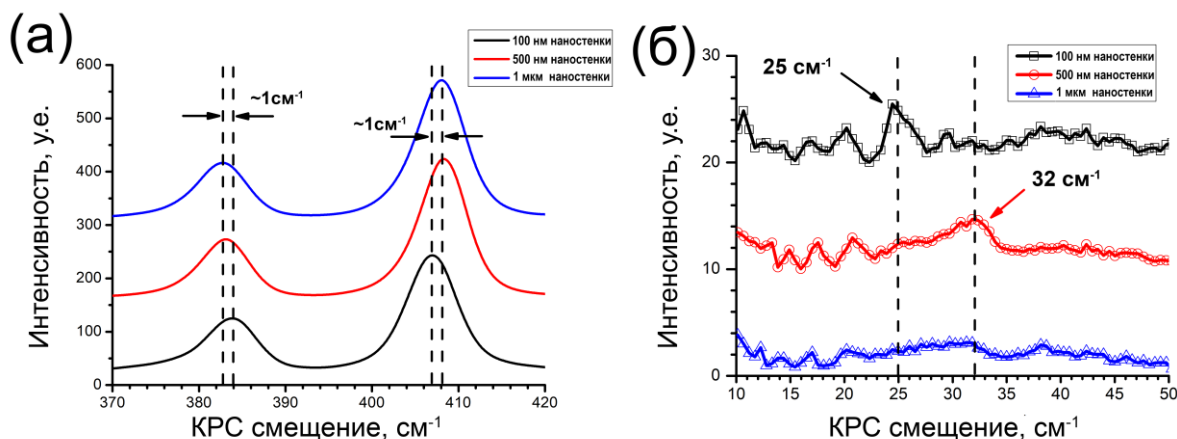 (а)
100 нм наностенки
500 нм наностенки
1 мкм наностенки
~1см-1
~1см-1
Интенсивность, у.е.
600
500
400
300
200
100
0
370 380 390 400 410 420
КРС смещение, см-1
(б)
100 нм наностенки
500 нм наностенки
1 мкм наностенки
25 см-1
32 см-1
Интенсивность, у.е.
30
20
10
0
10 15 20 25 30 35 40 45 50
КРС смещение, см-1